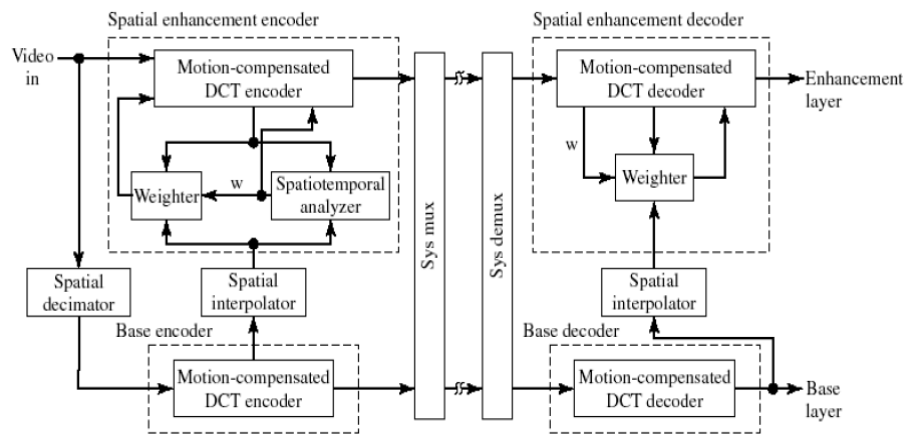 Spatial enhancement encoder
Spatial enhancement decoder
Video
in
Motion-compensated
DCT encoder
Motion-compensated
DCT decoder
Enhancement
layer
w
Weighter
w
Spatiotemporal
analyzer
Weighter
Sys mux
Sys demux
Spatial
decimator
Spatial
interpolator
Spatial
interpolator
Base encoder
Base decoder
Motion-compensated
DCT encoder
Motion-compensated
DCT decoder
Base
layer